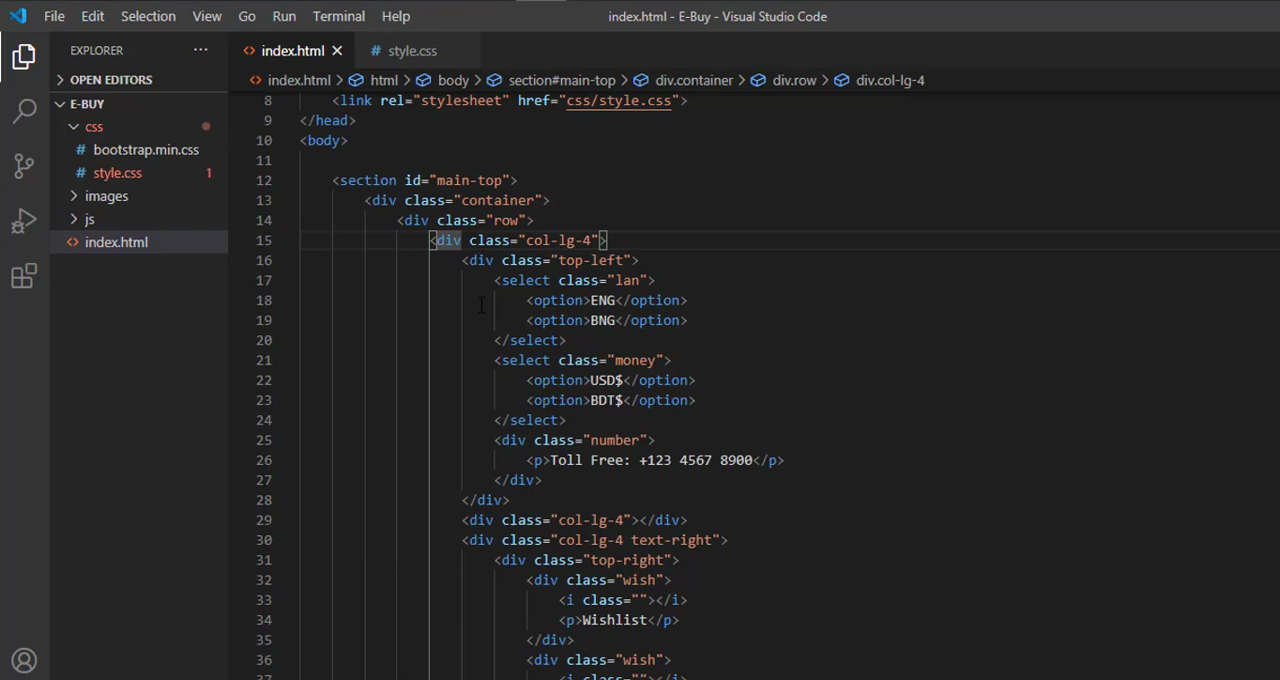 File Edit Selection View Go Run Terminal Help index.html - E-Buy - Visual Studio Code
EXPLORER ··· <> index.html × # style.css
OPEN EDITORS <> index.html > html > body > section#main-top > div.container > div.row > div.col-lg-4
E-BUY
css
# bootstrap.min.css
# style.css 1
images
js
<> index.html
8 <link rel="stylesheet" href="css/style.css">
9 </head>
10 <body>
11
12 <section id="main-top">
13 <div class="container">
14 <div class="row">
15 <div class="col-lg-4">
16 <div class="top-left">
17 <select class="lan">
18 <option>ENG</option>
19 <option>BNG</option>
20 </select>
21 <select class="money">
22 <option>USD$</option>
23 <option>BDT$</option>
24 </select>
25 <div class="number">
26 <p>Toll Free: +123 4567 8900</p>
27 </div>
28 </div>
29 <div class="col-lg-4"></div>
30 <div class="col-lg-4 text-right">
31 <div class="top-right">
32 <div class="wish">
33 <i class=""></i>
34 <p>Wishlist</p>
35 </div>
36 <div class="wish">
37 <i class=""></i>